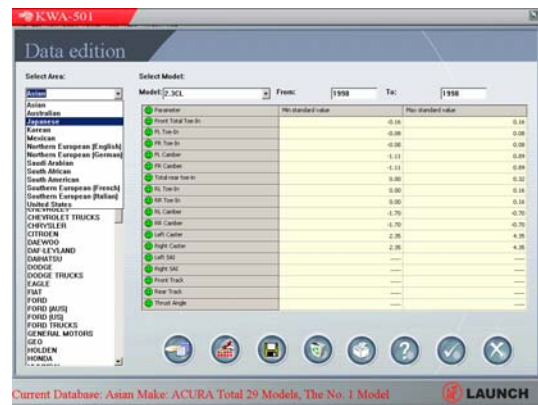 KWA-501
Data edition
Select Area:
Select Model:
Asian
Model: 2.3CL
From: 1998
To: 1998
Asian
Australian
Japanese
Korean
Mexican
Northern European (English)
Northern European (German)
Saudi Arabian
South African
South American
Southern European (French)
Southern European (Italian)
United States
CHEVROLET
CHEVROLET TRUCKS
CHRYSLER
CITROEN
DAEWOO
DAF-LEYLAND
DAIHATSU
DODGE
DODGE TRUCKS
EAGLE
FIAT
FORD
FORD (AUS)
FORD (US)
FORD TRUCKS
GENERAL MOTORS
GEO
HOLDEN
HONDA
Parameter Min standard value Max standard value
Front Total Toe-In -0.16 0.16
FL Toe-In -0.08 0.08
FR Toe-In -0.08 0.08
FL Camber -1.11 0.89
FR Camber -1.11 0.89
Total rear toe-in 0.00 0.32
RL Toe-In 0.00 0.16
RR Toe-In 0.00 0.16
RL Camber -1.70 -0.70
RR Camber -1.70 -0.70
Left Caster 2.35 4.35
Right Caster 2.35 4.35
Left SAI ---- ----
Right SAI ---- ----
Front Track ---- ----
Rear Track ---- ----
Thrust Angle ---- ----
Current Database: Asian Make: ACURA Total 29 Models, The No. 1 Model
LAUNCH